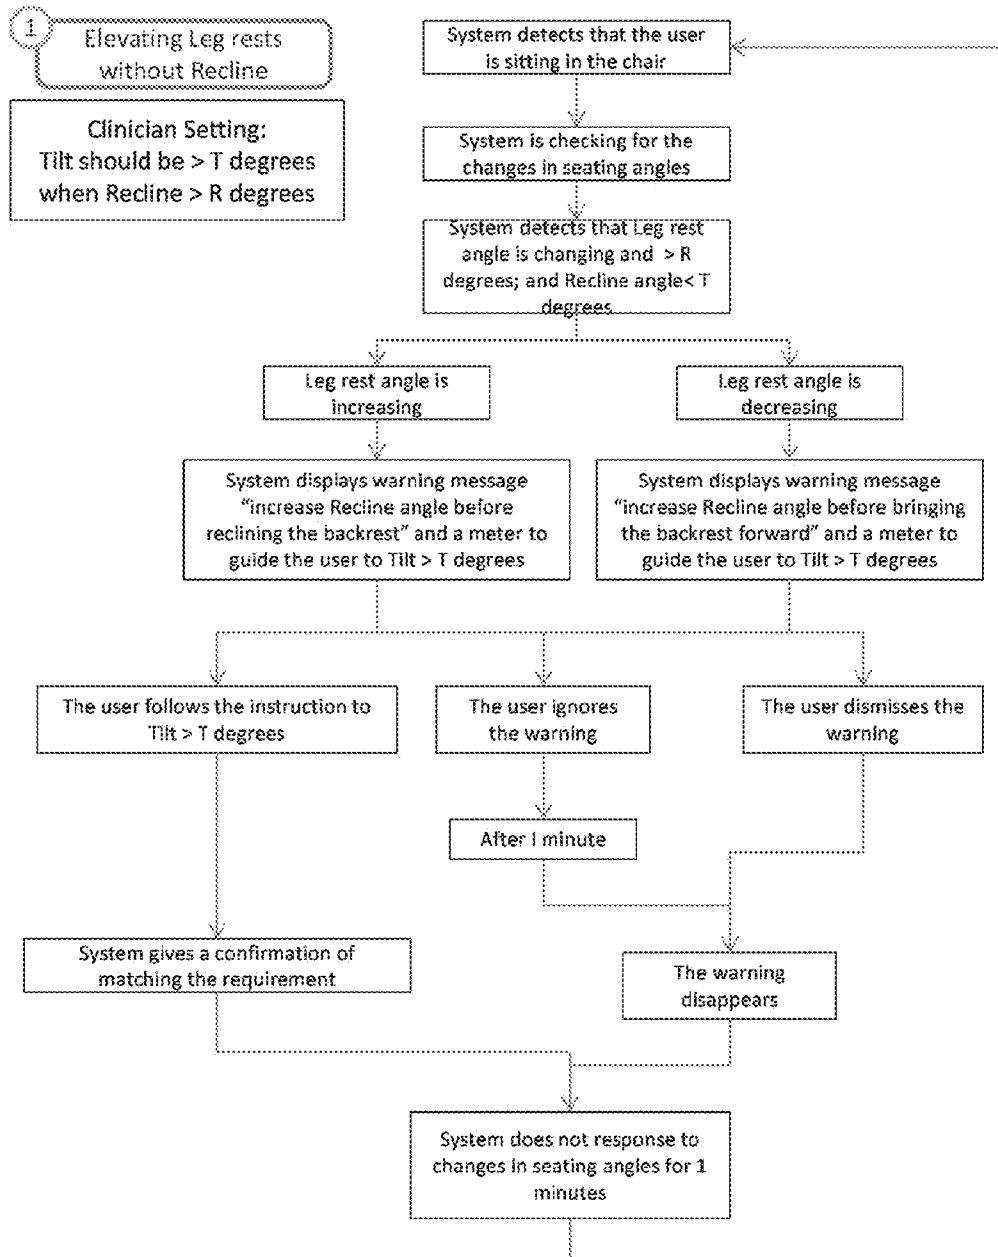 1
Elevating Leg rests
without Recline
Clinician Setting:
Tilt should be > T degrees
when Recline > R degrees
System detects that the user
is sitting in the chair
System is checking for the
changes in seating angles
System detects that Leg rest
angle is changing and > R
degrees; and Recline angle< T
degrees
Leg rest angle is
increasing
Leg rest angle is
decreasing
System displays warning message
“increase Recline angle before
reclining the backrest” and a meter to
guide the user to Tilt > T degrees
System displays warning message
“increase Recline angle before bringing
the backrest forward” and a meter to
guide the user to Tilt > T degrees
The user follows the instruction to
Tilt > T degrees
The user ignores
the warning
The user dismisses the
warning
After I minute
System gives a confirmation of
matching the requirement
The warning
disappears
System does not response to
changes in seating angles for 1
minutes